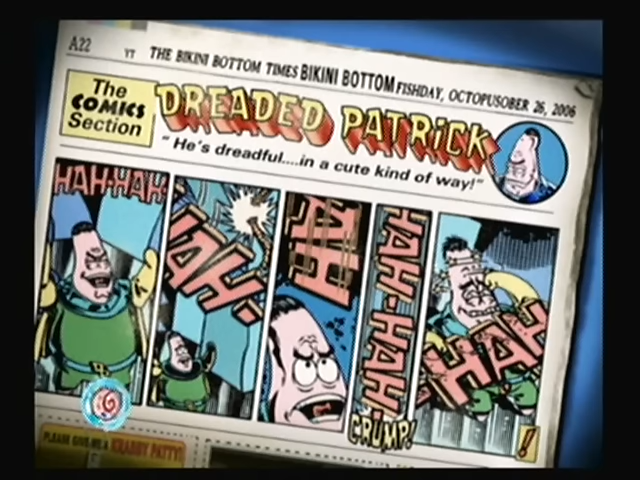 A22
YT
THE BIKINI BOTTOM TIMES BIKINI BOTTOM FISHDAY, OCTOPUSOBER 26, 2006
The
COMICS
Section
DREADED PATRICK
"He's dreadful....in a cute kind of way!"
HAH-HAH-
HAH-
AH
HAH-HAH-
CRUMP!
HAH
!
PLEASE GIVE ME A KRABBY PATTY!